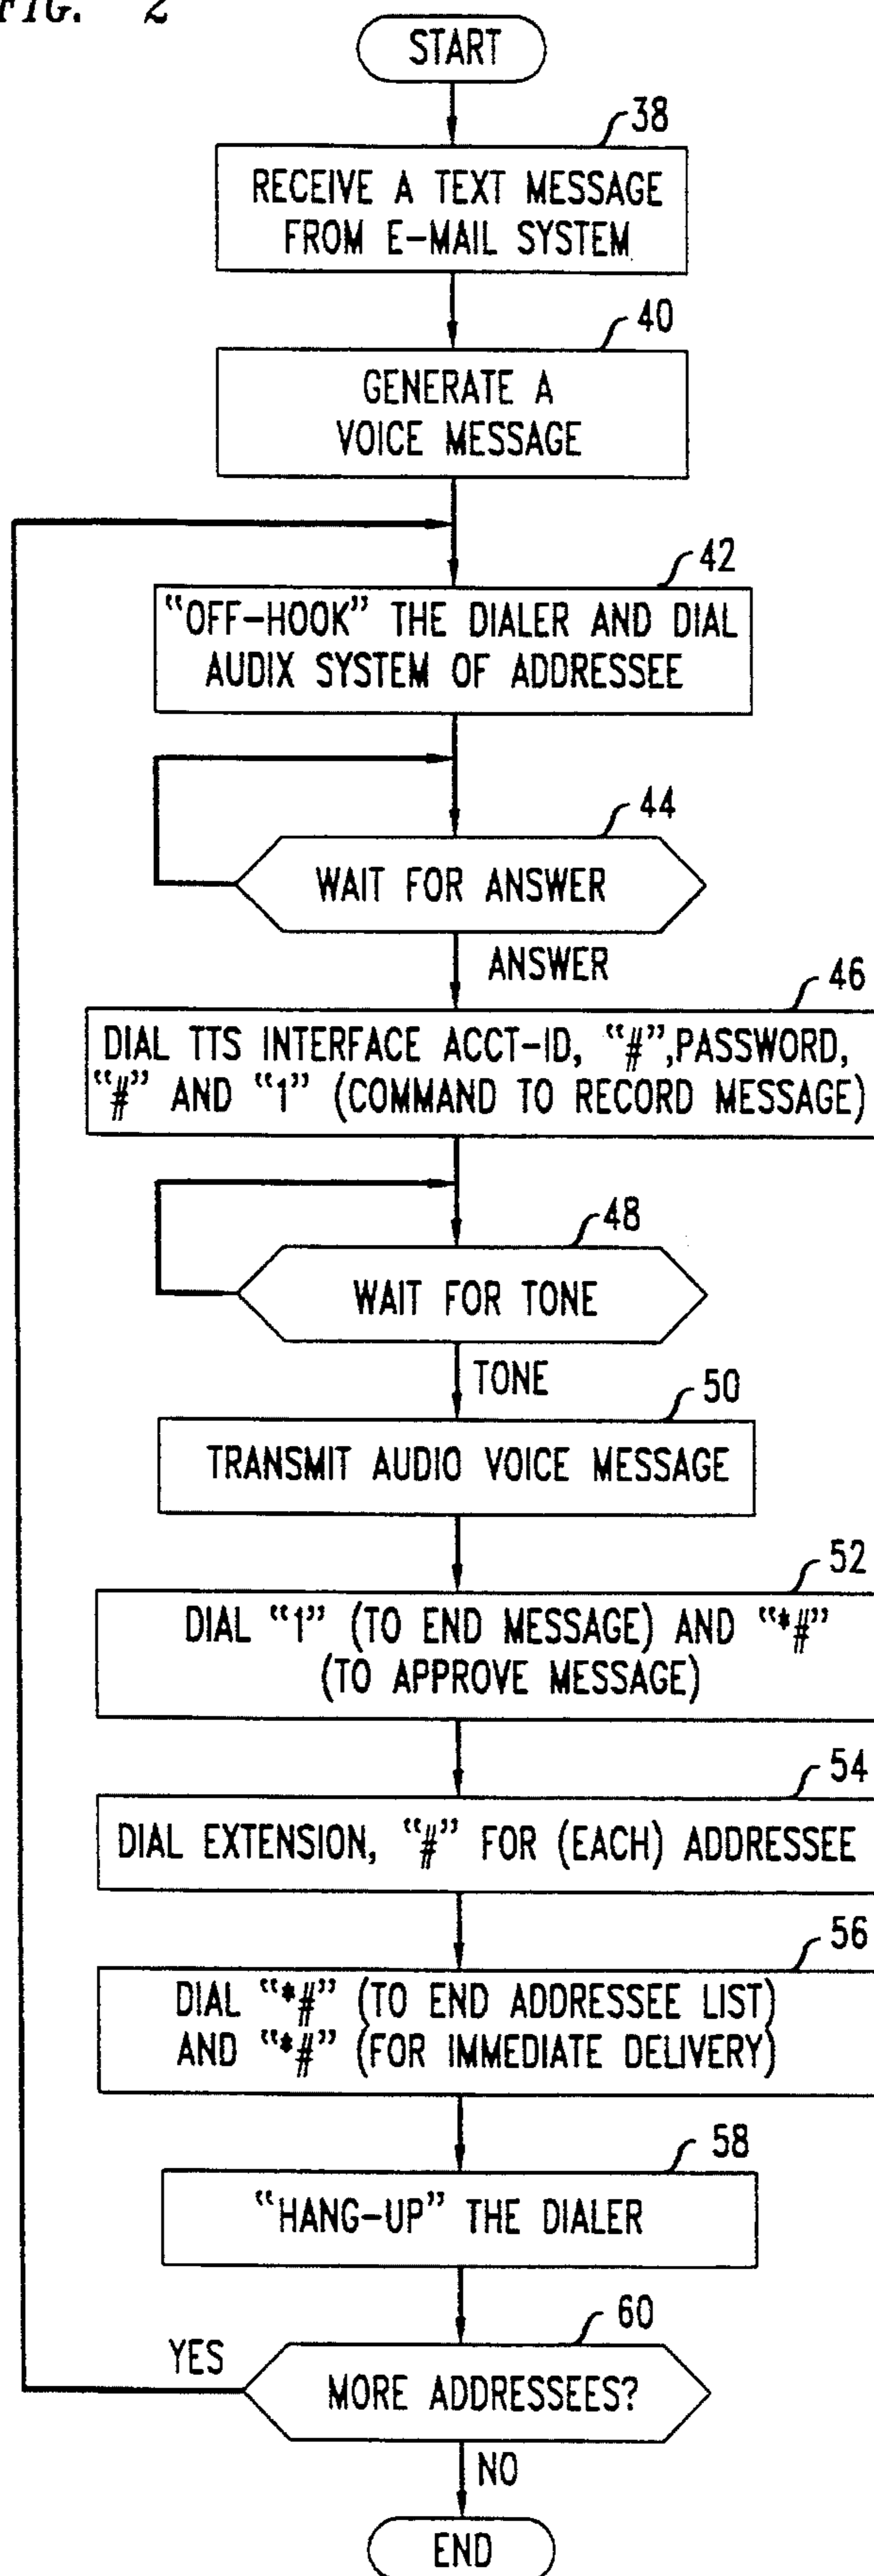 FIG. 2
START
38
RECEIVE A TEXT MESSAGE
FROM E-MAIL SYSTEM
40
GENERATE A
VOICE MESSAGE
42
“OFF-HOOK” THE DIALER AND DIAL
AUDIX SYSTEM OF ADDRESSEE
44
WAIT FOR ANSWER
ANSWER
46
DIAL TTS INTERFACE ACCT-ID, “#”,PASSWORD,
“#” AND “1” (COMMAND TO RECORD MESSAGE)
48
WAIT FOR TONE
TONE
50
TRANSMIT AUDIO VOICE MESSAGE
52
DIAL “1” (TO END MESSAGE) AND “*#”
(TO APPROVE MESSAGE)
54
DIAL EXTENSION, “#” FOR (EACH) ADDRESSEE
56
DIAL “*#” (TO END ADDRESSEE LIST)
AND “*#” (FOR IMMEDIATE DELIVERY)
58
“HANG-UP” THE DIALER
60
YES
MORE ADDRESSEES?
NO
END